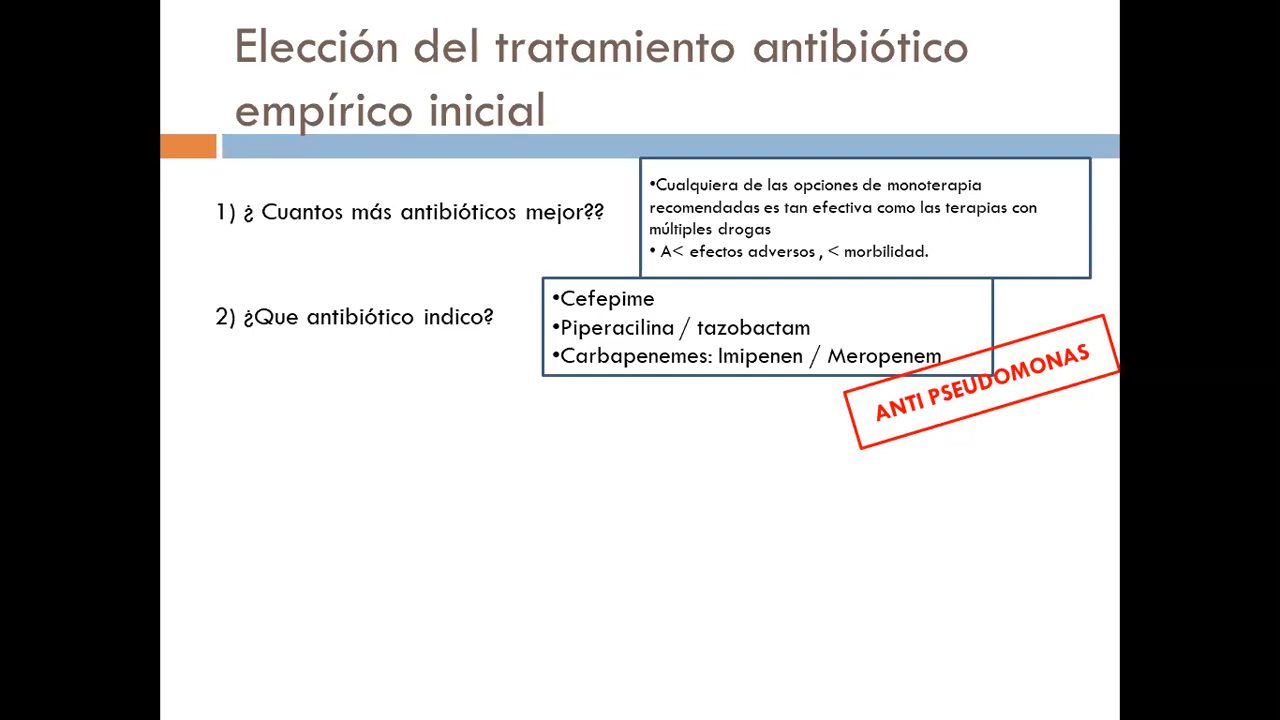 Elección del tratamiento antibiótico
empírico inicial
1) ¿ Cuantos más antibióticos mejor??
•Cualquiera de las opciones de monoterapia
recomendadas es tan efectiva como las terapias con
múltiples drogas
• A< efectos adversos , < morbilidad.
2) ¿Que antibiótico indico?
•Cefepime
•Piperacilina / tazobactam
•Carbapenemes: Imipenen / Meropenem
ANTI PSEUDOMONAS